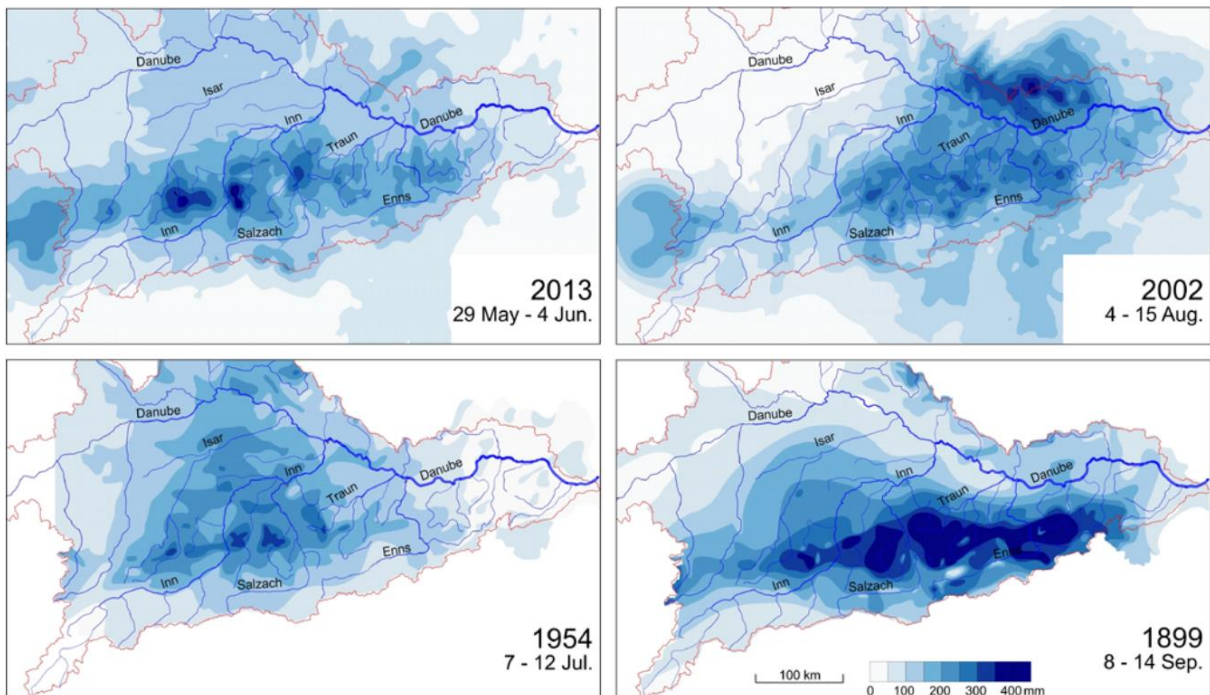 Danube
Isar
Inn
Danube
Traun
Enns
Inn
Salzach
2013
29 May - 4 Jun.
Danube
Isar
Inn
Danube
Traun
Enns
Inn
Salzach
2002
4 - 15 Aug.
Danube
Isar
Inn
Danube
Traun
Enns
Inn
Salzach
1954
7 - 12 Jul.
Danube
Isar
Inn
Danube
Traun
Enns
Inn
Salzach
1899
8 - 14 Sep.
100 km
0 100 200 300 400 mm